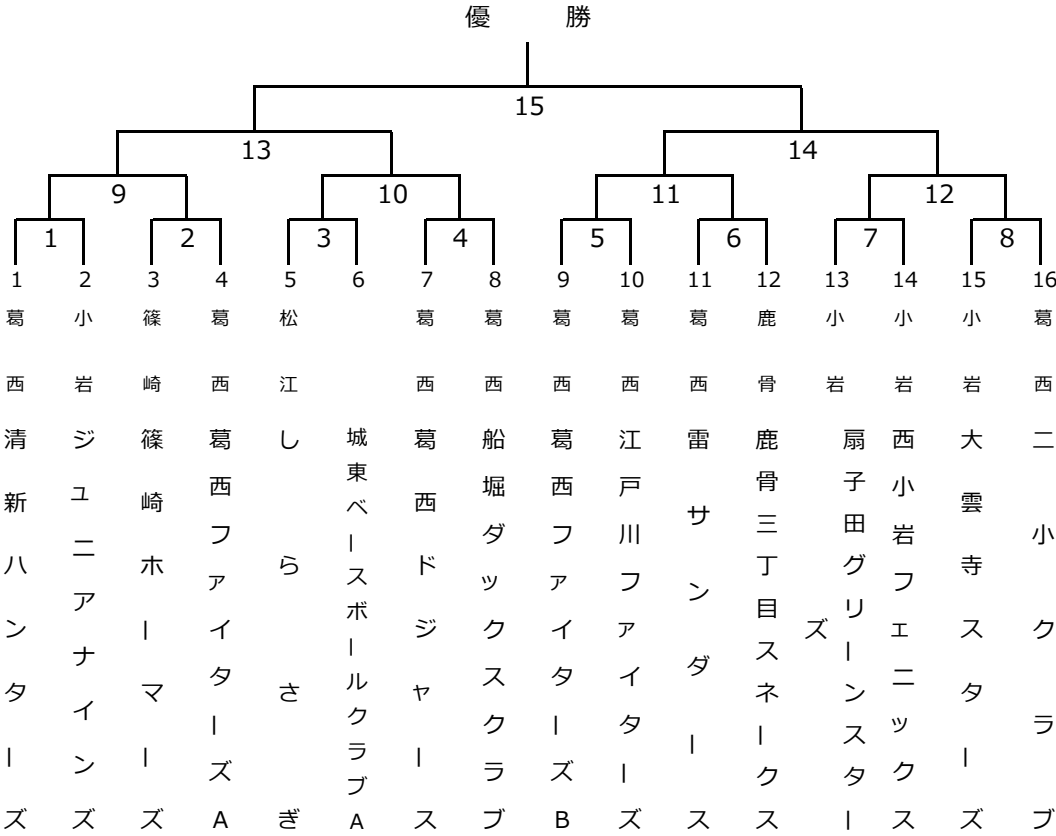 優 勝
15
13 14
9 10 11 12
1 2 3 4 5 6 7 8
1 2 3 4 5 6 7 8 9 10 11 12 13 14 15 16
葛西 清新ハンターズ
小岩 ジュニアナインズ
篠崎 篠崎ホーマーズ
葛西 葛西ファイターズA
松江 しらさぎ
城東ベースボールクラブA
葛西 葛西ドジャース
葛西 船堀ダックスクラブ
葛西 葛西ファイターズB
葛西 江戸川ファイターズ
葛西 雷サンダース
鹿骨 鹿骨三丁目スネークス
小岩 扇子田グリーンスターズ
小岩 西小岩フェニックス
小岩 大雲寺スターズ
葛西 二小クラブ